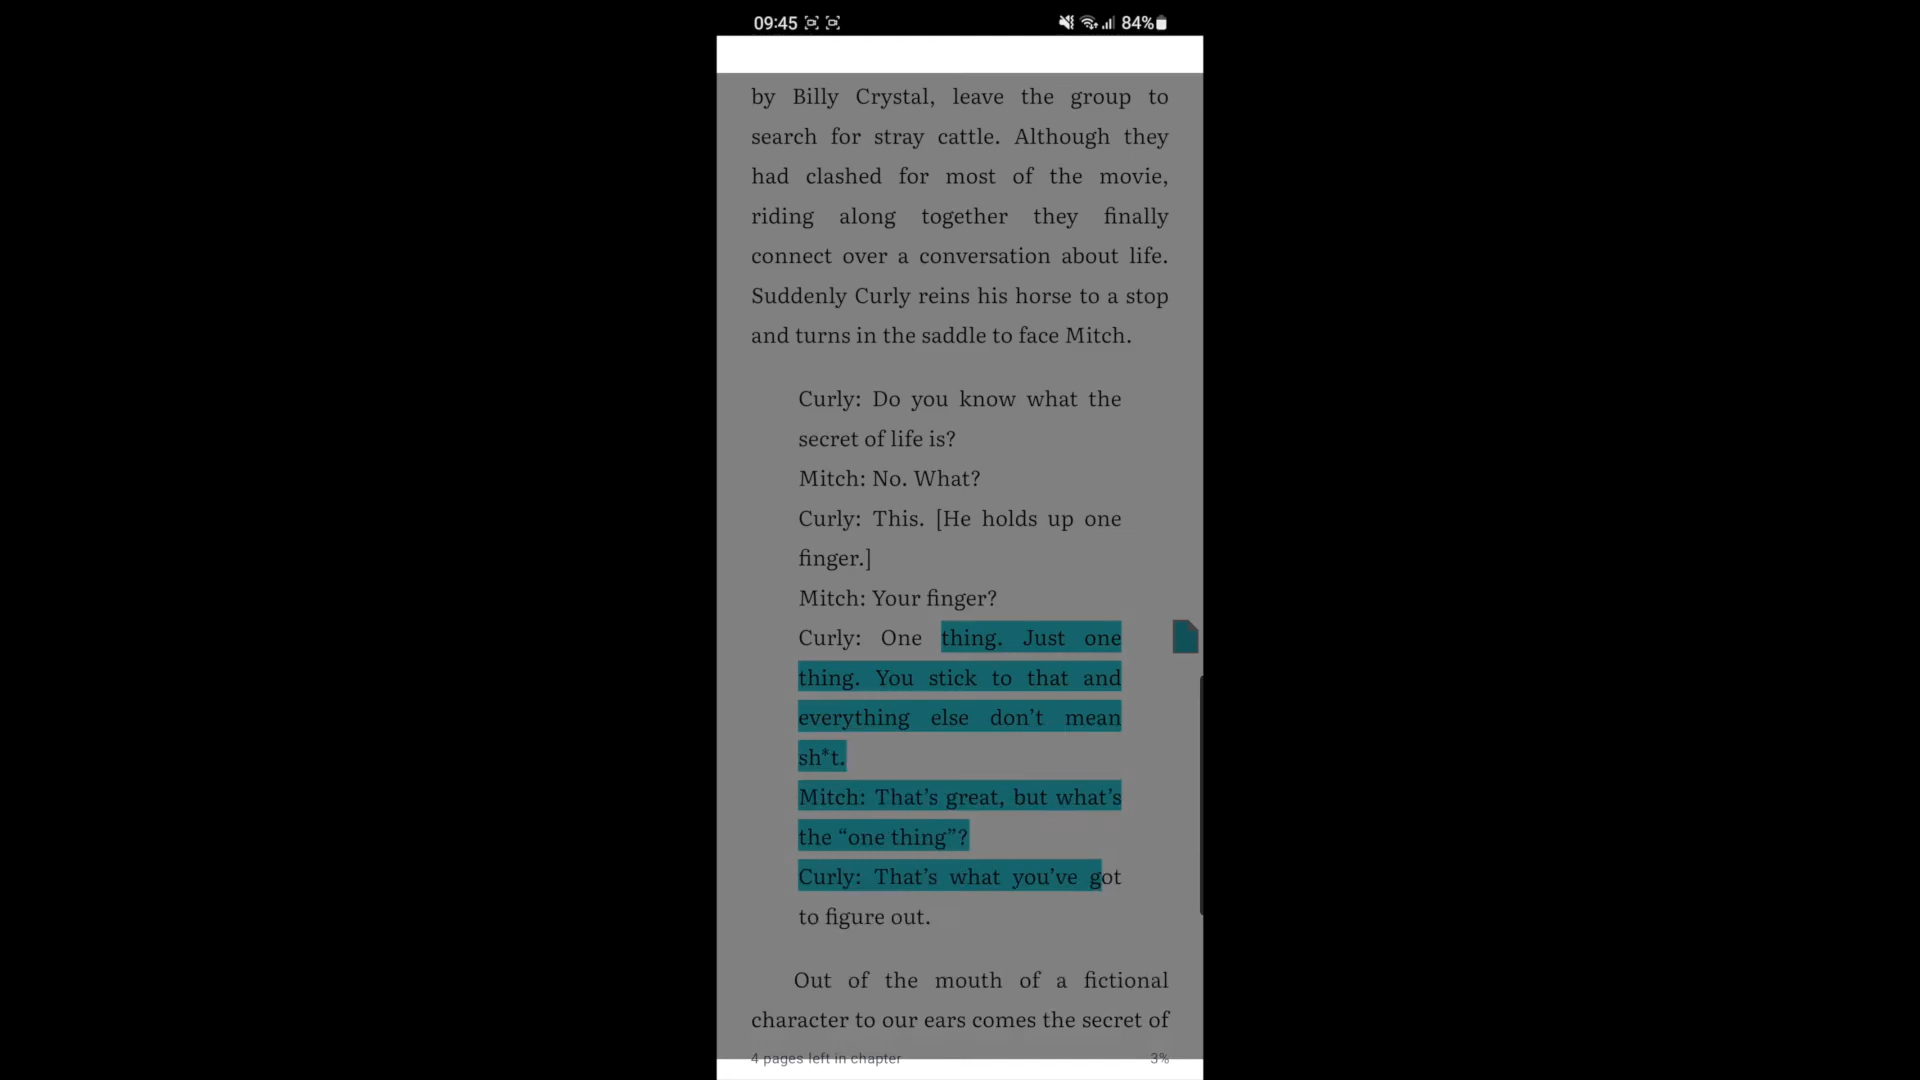 09:45 84%
by Billy Crystal, leave the group to
search for stray cattle. Although they
had clashed for most of the movie,
riding along together they finally
connect over a conversation about life.
Suddenly Curly reins his horse to a stop
and turns in the saddle to face Mitch.
Curly: Do you know what the
secret of life is?
Mitch: No. What?
Curly: This. [He holds up one
finger.]
Mitch: Your finger?
Curly: One thing. Just one
thing. You stick to that and
everything else don’t mean
sh*t.
Mitch: That’s great, but what’s
the “one thing”?
Curly: That’s what you’ve got
to figure out.
Out of the mouth of a fictional
character to our ears comes the secret of
4 pages left in chapter 3%